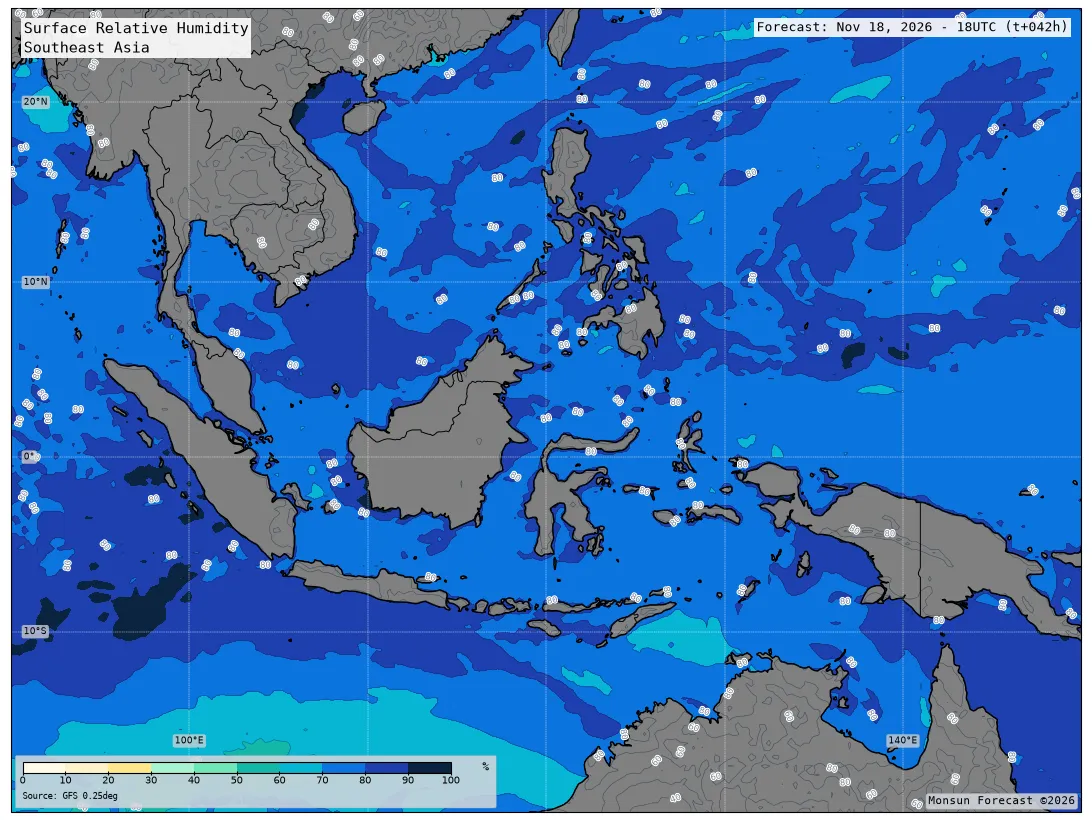 Surface Relative Humidity
Southeast Asia
Forecast: Nov 18, 2026 - 18UTC (t+042h)
20°N
10°N
0°
10°S
100°E
140°E
%
0 10 20 30 40 50 60 70 80 90 100
Source: GFS 0.25deg
Monsun Forecast ©2026